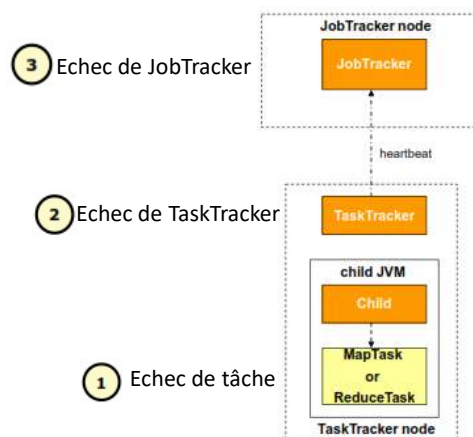 JobTracker node
3 Echec de JobTracker
JobTracker
heartbeat
2 Echec de TaskTracker
TaskTracker
child JVM
Child
1 Echec de tâche
MapTask
or
ReduceTask
TaskTracker node